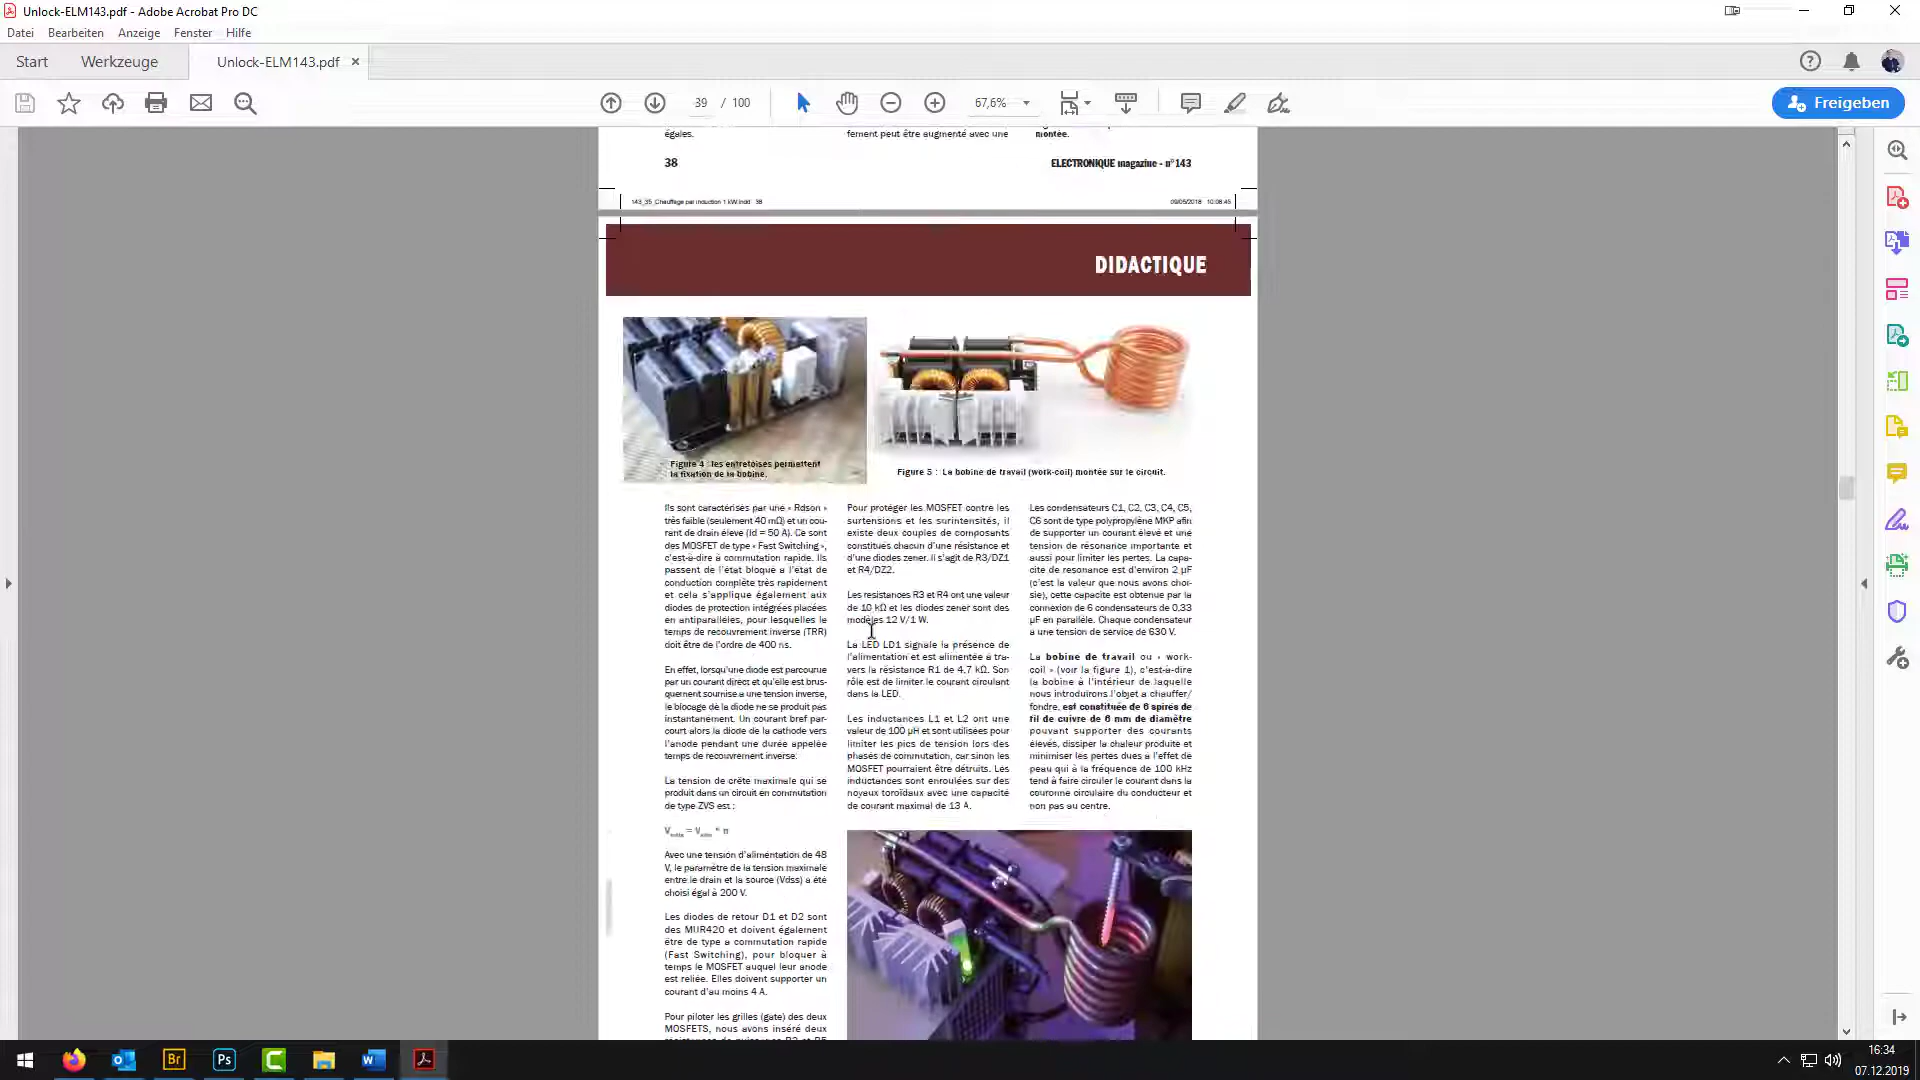 Unlock-ELM143.pdf - Adobe Acrobat Pro DC
Datei Bearbeiten Anzeige Fenster Hilfe
Start Werkzeuge Unlock-ELM143.pdf ×
39 / 100 67,6% Freigeben
égales. fement peut être augmenté avec une montée.
38 ELECTRONIQUE magazine - n°143
143_35_Chauffage par induction 1 kW.indd 38 09/05/2018 10:08:45
DIDACTIQUE
Figure 4 : les entretoises permettent
la fixation de la bobine.
Figure 5 : La bobine de travail (work-coil) montée sur le circuit.
Ils sont caractérisés par une « Rdson »
très faible (seulement 40 mΩ) et un cou-
rant de drain élevé (Id = 50 A). Ce sont
des MOSFET de type « Fast Switching »,
c'est-à-dire à commutation rapide. Ils
passent de l'état bloqué à l'état de
conduction complète très rapidement
et cela s'applique également aux
diodes de protection intégrées placées
en antiparallèles, pour lesquelles le
temps de recouvrement inverse (TRR)
doit être de l'ordre de 400 ns.
En effet, lorsqu'une diode est parcourue
par un courant direct et qu'elle est brus-
quement soumise à une tension inverse,
le blocage de la diode ne se produit pas
instantanément. Un courant bref par-
court alors la diode de la cathode vers
l'anode pendant une durée appelée
temps de recouvrement inverse.
La tension de crête maximale qui se
produit dans un circuit en commutation
de type ZVS est :
Avec une tension d'alimentation de 48
V, le paramètre de la tension maximale
entre le drain et la source (Vdss) a été
choisi égal à 200 V.
Les diodes de retour D1 et D2 sont
des MUR420 et doivent également
être de type à commutation rapide
(Fast Switching), pour bloquer à
temps le MOSFET auquel leur anode
est reliée. Elles doivent supporter un
courant d'au moins 4 A.
Pour piloter les grilles (gate) des deux
MOSFETS, nous avons inséré deux
Pour protéger les MOSFET contre les
surtensions et les surintensités, il
existe deux couples de composants
constitués chacun d'une résistance et
d'une diodes zener. Il s'agit de R3/DZ1
et R4/DZ2.
Les résistances R3 et R4 ont une valeur
de 10 kΩ et les diodes zener sont des
modèles 12 V/1 W.
La LED LD1 signale la présence de
l'alimentation et est alimentée à tra-
vers la résistance R1 de 4,7 kΩ. Son
rôle est de limiter le courant circulant
dans la LED.
Les inductances L1 et L2 ont une
valeur de 100 µH et sont utilisées pour
limiter les pics de tension lors des
phases de commutation, car sinon les
MOSFET pourraient être détruits. Les
inductances sont enroulées sur des
noyaux toroïdaux avec une capacité
de courant maximal de 13 A.
Les condensateurs C1, C2, C3, C4, C5,
C6 sont de type polypropylène MKP afin
de supporter un courant élevé et une
tension de résonance importante et
aussi pour limiter les pertes. La capa-
cité de résonance est d'environ 2 µF
(c'est la valeur que nous avons choi-
sie), cette capacité est obtenue par la
connexion de 6 condensateurs de 0,33
µF en parallèle. Chaque condensateur
a une tension de service de 630 V.
La bobine de travail ou « work-
coil » (voir la figure 1), c'est-à-dire
la bobine à l'intérieur de laquelle
nous introduirons l'objet à chauffer/
fondre, est constituée de 6 spires de
fil de cuivre de 6 mm de diamètre
pouvant supporter des courants
élevés, dissiper la chaleur produite et
minimiser les pertes dues à l'effet de
peau qui à la fréquence de 100 kHz
tend à faire circuler le courant dans la
couronne circulaire du conducteur et
non pas au centre.
Br Ps
16:34
07.12.2019